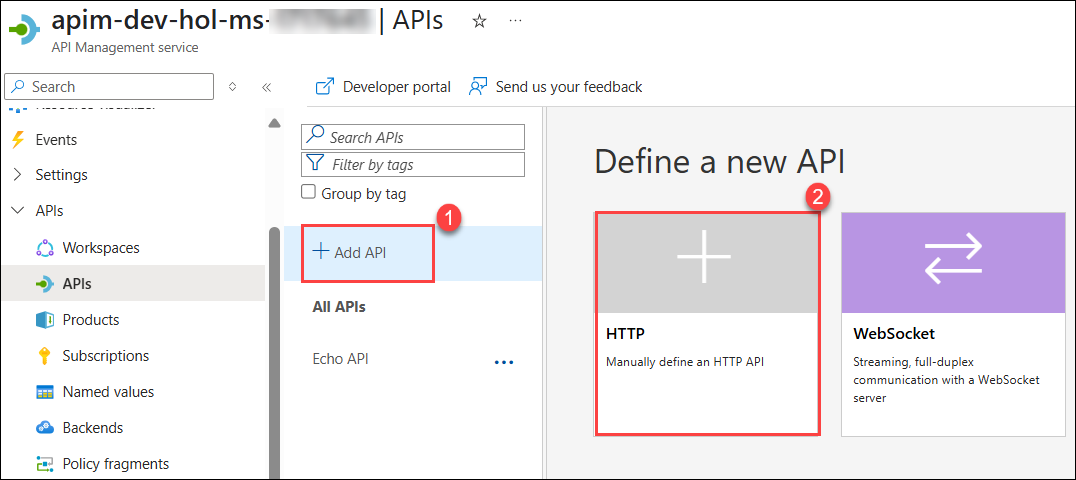 apim-dev-hol-ms- | APIs
API Management service
Search
Developer portal
Send us your feedback
Events
Settings
APIs
Workspaces
APIs
Products
Subscriptions
Named values
Backends
Policy fragments
Search APIs
Filter by tags
Group by tag
1
Add API
All APIs
Echo API
Define a new API
2
HTTP
Manually define an HTTP API
WebSocket
Streaming, full-duplex
communication with a WebSocket
server